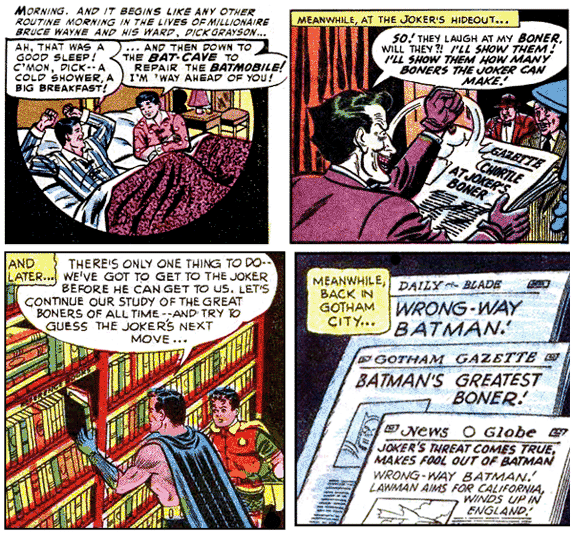 MORNING. AND IT BEGINS LIKE ANY OTHER
ROUTINE MORNING IN THE LIVES OF MILLIONAIRE
BRUCE WAYNE AND HIS WARD, DICK GRAYSON...
AH, THAT WAS A
GOOD SLEEP!
C'MON, DICK--A
COLD SHOWER, A
BIG BREAKFAST!
...AND THEN DOWN TO
THE BAT-CAVE TO
REPAIR THE BATMOBILE!
I'M 'WAY AHEAD OF YOU!
MEANWHILE, AT THE JOKER'S HIDEOUT...
SO! THEY LAUGH AT MY BONER,
WILL THEY?! I'LL SHOW THEM!
I'LL SHOW THEM HOW MANY
BONERS THE JOKER CAN
MAKE!
GAZETTE
CHORTLE
AT JOKER'S
BONER
AND
LATER...
THERE'S ONLY ONE THING TO DO--
WE'VE GOT TO GET TO THE JOKER
BEFORE HE CAN GET TO US. LET'S
CONTINUE OUR STUDY OF THE GREAT
BONERS OF ALL TIME--AND TRY TO
GUESS THE JOKER'S NEXT
MOVE...
MEANWHILE,
BACK IN
GOTHAM
CITY...
DAILY BLADE
WRONG-WAY
BATMAN!
GOTHAM GAZETTE
BATMAN'S GREATEST
BONER!
News Globe
JOKER'S THREAT COMES TRUE,
MAKES FOOL OUT OF BATMAN
WRONG-WAY BATMAN!
LAWMAN AIMS FOR CALIFORNIA,
WINDS UP IN
ENGLAND!